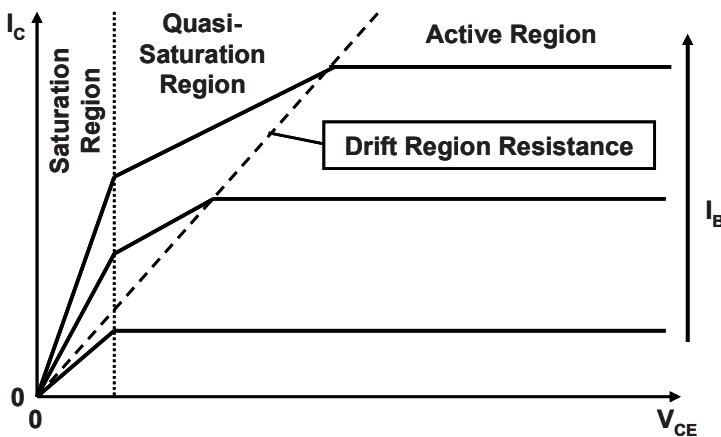 I_C
Quasi-
Saturation
Region
Active Region
Saturation
Region
Drift Region Resistance
I_B
0
0
V_CE